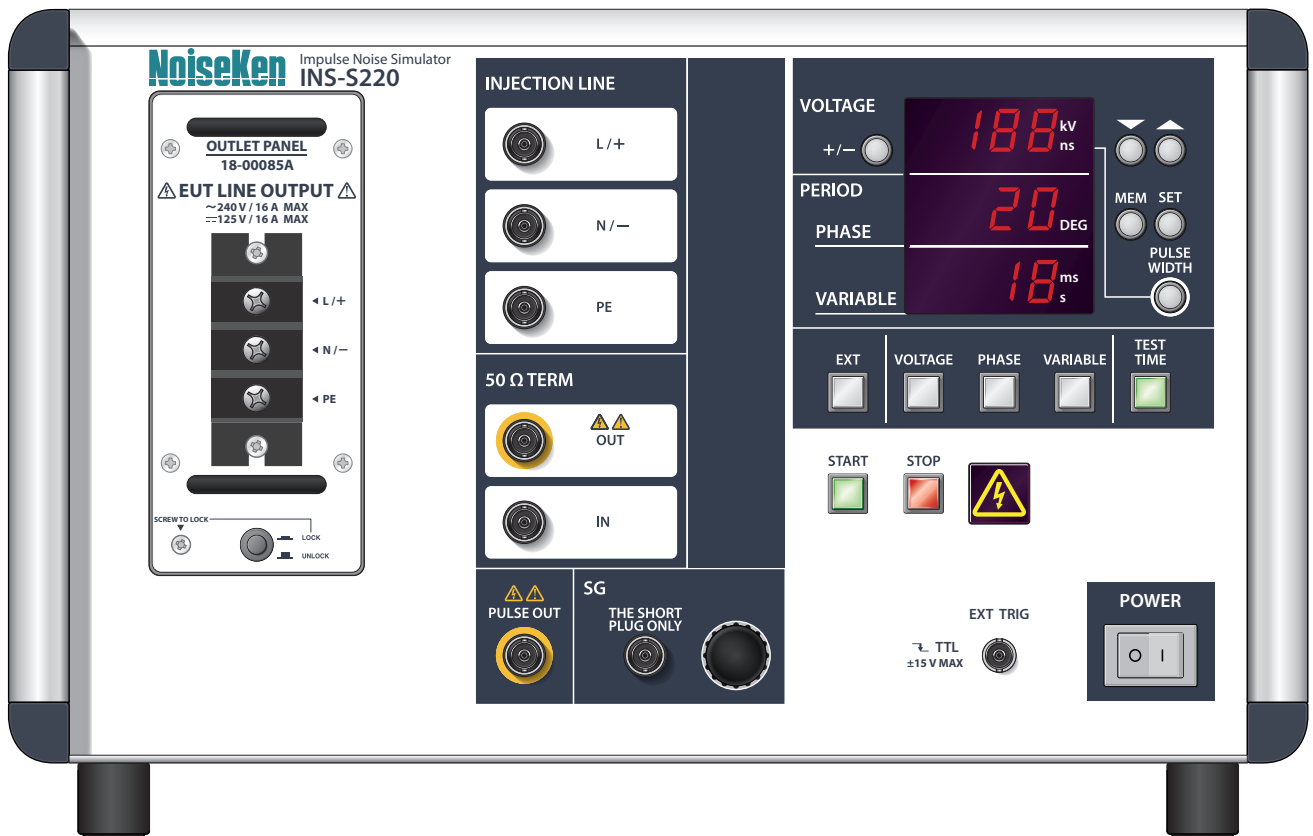 NoiseKen
Impulse Noise Simulator
INS-S220
OUTLET PANEL
18-00085A
EUT LINE OUTPUT
～240 V / 16 A MAX
⎓125 V / 16 A MAX
L / +
N / −
PE
SCREW TO LOCK
LOCK
UNLOCK
INJECTION LINE
L / +
N / −
PE
50 Ω TERM
OUT
IN
PULSE OUT
SG
THE SHORT
PLUG ONLY
VOLTAGE
+/−
188 kV
ns
PERIOD
PHASE
20 DEG
VARIABLE
18 ms
s
MEM SET
PULSE
WIDTH
EXT
VOLTAGE
PHASE
VARIABLE
TEST
TIME
START
STOP
EXT TRIG
TTL
±15 V MAX
POWER
O I